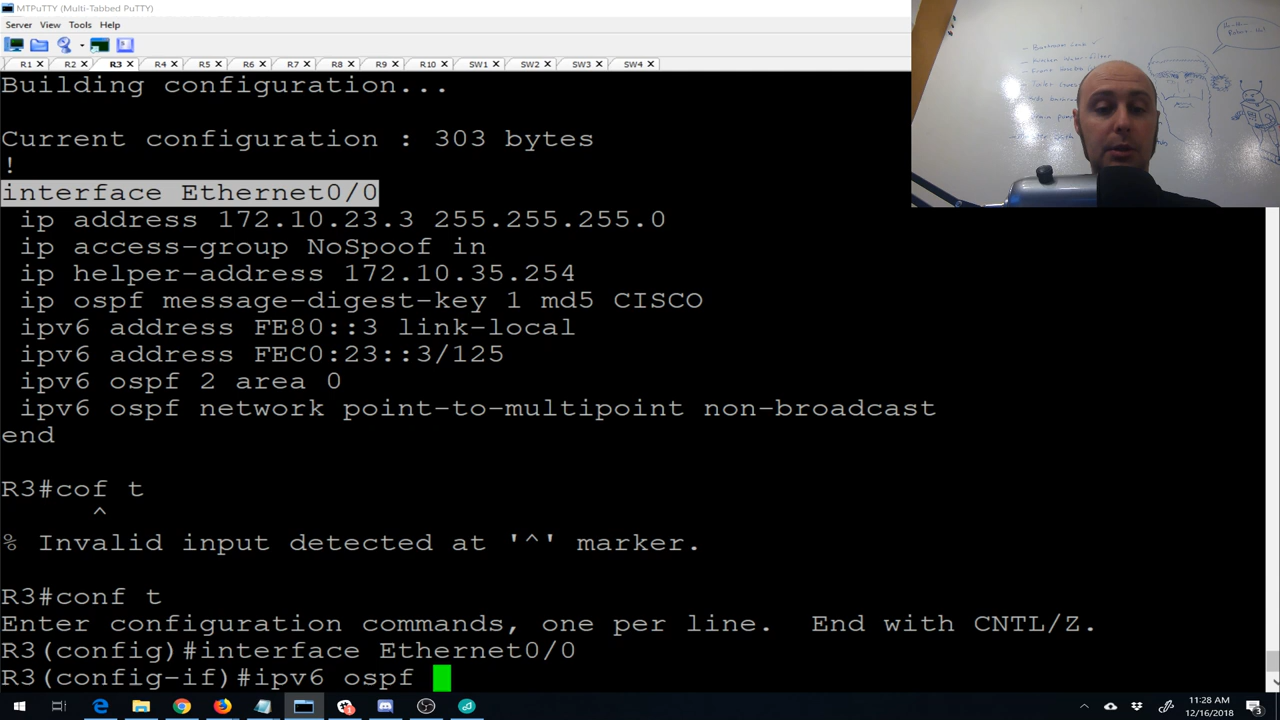 MTPuTTY (Multi-Tabbed PuTTY)
Server View Tools Help
R1 R2 R3 R4 R5 R6 R7 R8 R9 R10 SW1 SW2 SW3 SW4
Building configuration...
Current configuration : 303 bytes
!
interface Ethernet0/0
ip address 172.10.23.3 255.255.255.0
ip access-group NoSpoof in
ip helper-address 172.10.35.254
ip ospf message-digest-key 1 md5 CISCO
ipv6 address FE80::3 link-local
ipv6 address FEC0:23::3/125
ipv6 ospf 2 area 0
ipv6 ospf network point-to-multipoint non-broadcast
end
R3#cof t
^
% Invalid input detected at '^' marker.
R3#conf t
Enter configuration commands, one per line. End with CNTL/Z.
R3(config)#interface Ethernet0/0
R3(config-if)#ipv6 ospf
11:28 AM
12/16/2018
3